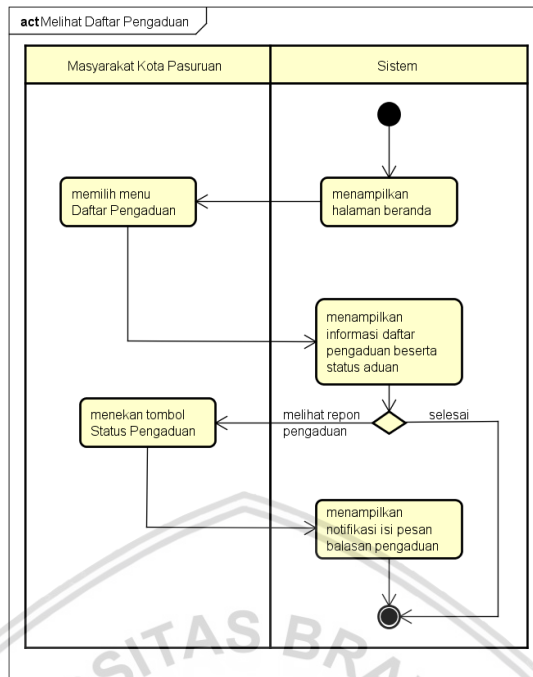 act Melihat Daftar Pengaduan
Masyarakat Kota Pasuruan
Sistem
memilih menu
Daftar Pengaduan
menampilkan
halaman beranda
menampilkan
informasi daftar
pengaduan beserta
status aduan
menekan tombol
Status Pengaduan
melihat repon
pengaduan
selesai
menampilkan
notifikasi isi pesan
balasan pengaduan
SITAS BRA